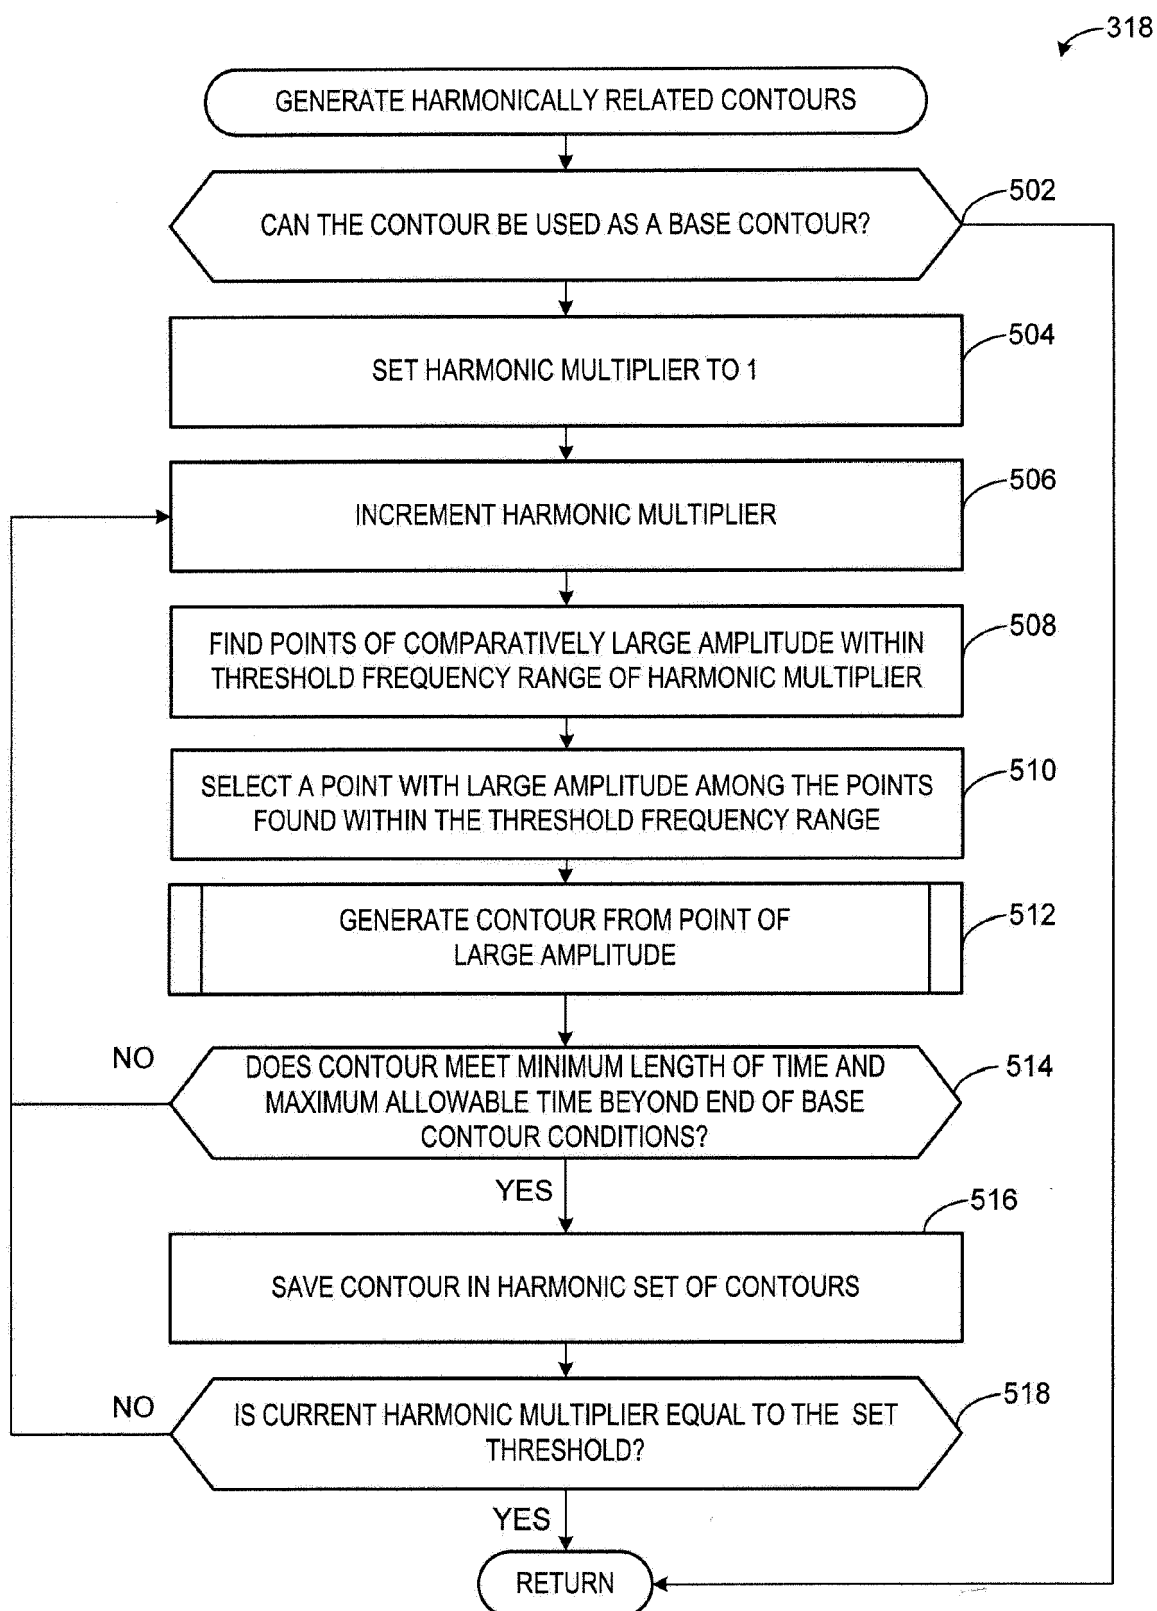 318
GENERATE HARMONICALLY RELATED CONTOURS
502
CAN THE CONTOUR BE USED AS A BASE CONTOUR?
504
SET HARMONIC MULTIPLIER TO 1
506
INCREMENT HARMONIC MULTIPLIER
508
FIND POINTS OF COMPARATIVELY LARGE AMPLITUDE WITHIN
THRESHOLD FREQUENCY RANGE OF HARMONIC MULTIPLIER
510
SELECT A POINT WITH LARGE AMPLITUDE AMONG THE POINTS
FOUND WITHIN THE THRESHOLD FREQUENCY RANGE
512
GENERATE CONTOUR FROM POINT OF
LARGE AMPLITUDE
NO
514
DOES CONTOUR MEET MINIMUM LENGTH OF TIME AND
MAXIMUM ALLOWABLE TIME BEYOND END OF BASE
CONTOUR CONDITIONS?
YES
516
SAVE CONTOUR IN HARMONIC SET OF CONTOURS
NO
518
IS CURRENT HARMONIC MULTIPLIER EQUAL TO THE SET
THRESHOLD?
YES
RETURN